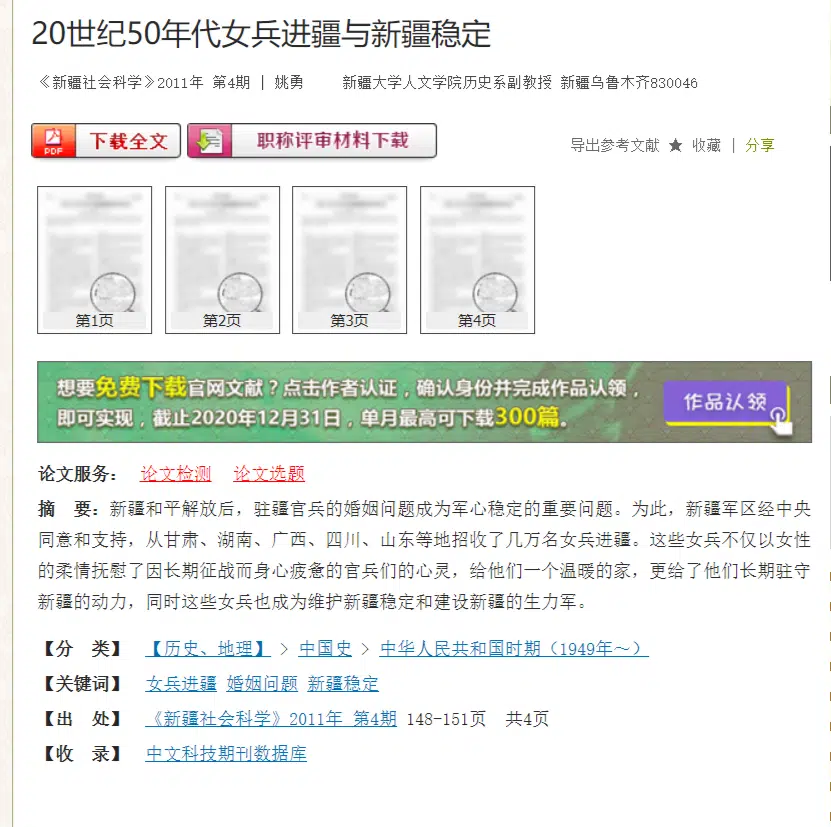 20世纪50年代女兵进疆与新疆稳定
《新疆社会科学》2011年 第4期 | 姚勇 新疆大学人文学院历史系副教授 新疆乌鲁木齐830046
PDF 下载全文 职称评审材料下载 导出参考文献 ★ 收藏 | 分享
第1页 第2页 第3页 第4页
想要免费下载官网文献？点击作者认证，确认身份并完成作品认领，
即可实现，截止2020年12月31日，单月最高可下载300篇。
作品认领
论文服务： 论文检测 论文选题
摘 要：新疆和平解放后，驻疆官兵的婚姻问题成为军心稳定的重要问题。为此，新疆军区经中央
同意和支持，从甘肃、湖南、广西、四川、山东等地招收了几万名女兵进疆。这些女兵不仅以女性
的柔情抚慰了因长期征战而身心疲惫的官兵们的心灵，给他们一个温暖的家，更给了他们长期驻守
新疆的动力，同时这些女兵也成为维护新疆稳定和建设新疆的生力军。
【分 类】 【历史、地理】 > 中国史 > 中华人民共和国时期（1949年～）
【关键词】 女兵进疆 婚姻问题 新疆稳定
【出 处】 《新疆社会科学》2011年 第4期 148-151页 共4页
【收 录】 中文科技期刊数据库